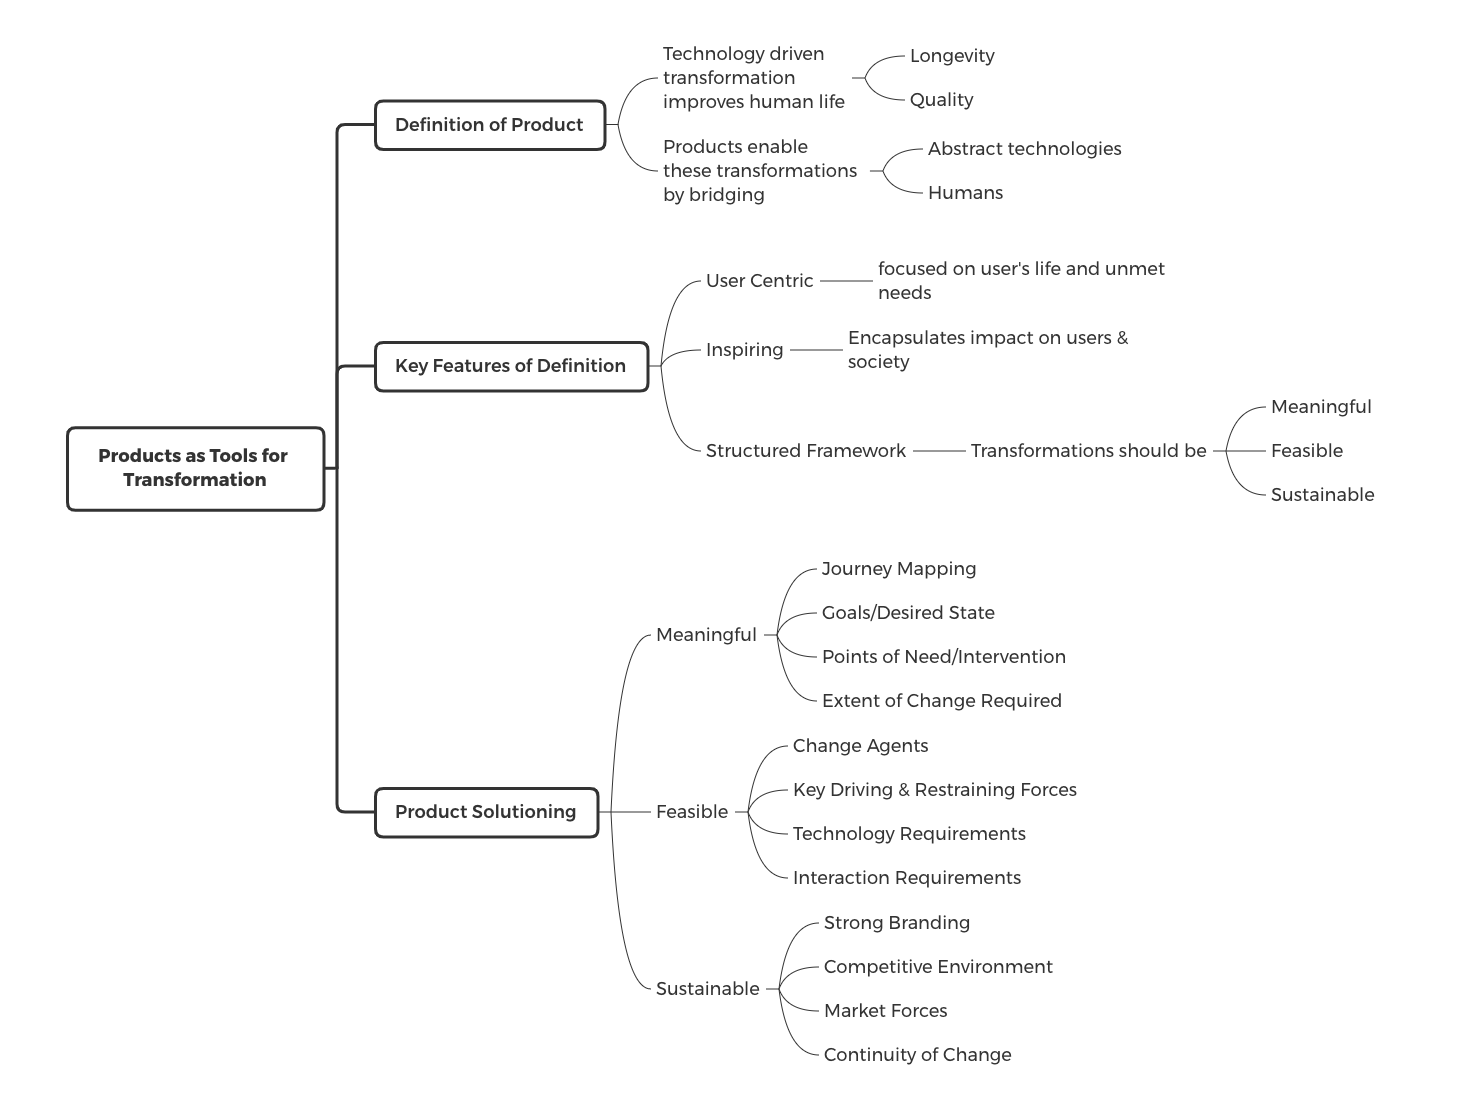 Products as Tools for
Transformation
Definition of Product
Technology driven
transformation
improves human life
Longevity
Quality
Products enable
these transformations
by bridging
Abstract technologies
Humans
Key Features of Definition
User Centric
focused on user's life and unmet
needs
Inspiring
Encapsulates impact on users &
society
Structured Framework
Transformations should be
Meaningful
Feasible
Sustainable
Product Solutioning
Meaningful
Journey Mapping
Goals/Desired State
Points of Need/Intervention
Extent of Change Required
Feasible
Change Agents
Key Driving & Restraining Forces
Technology Requirements
Interaction Requirements
Sustainable
Strong Branding
Competitive Environment
Market Forces
Continuity of Change